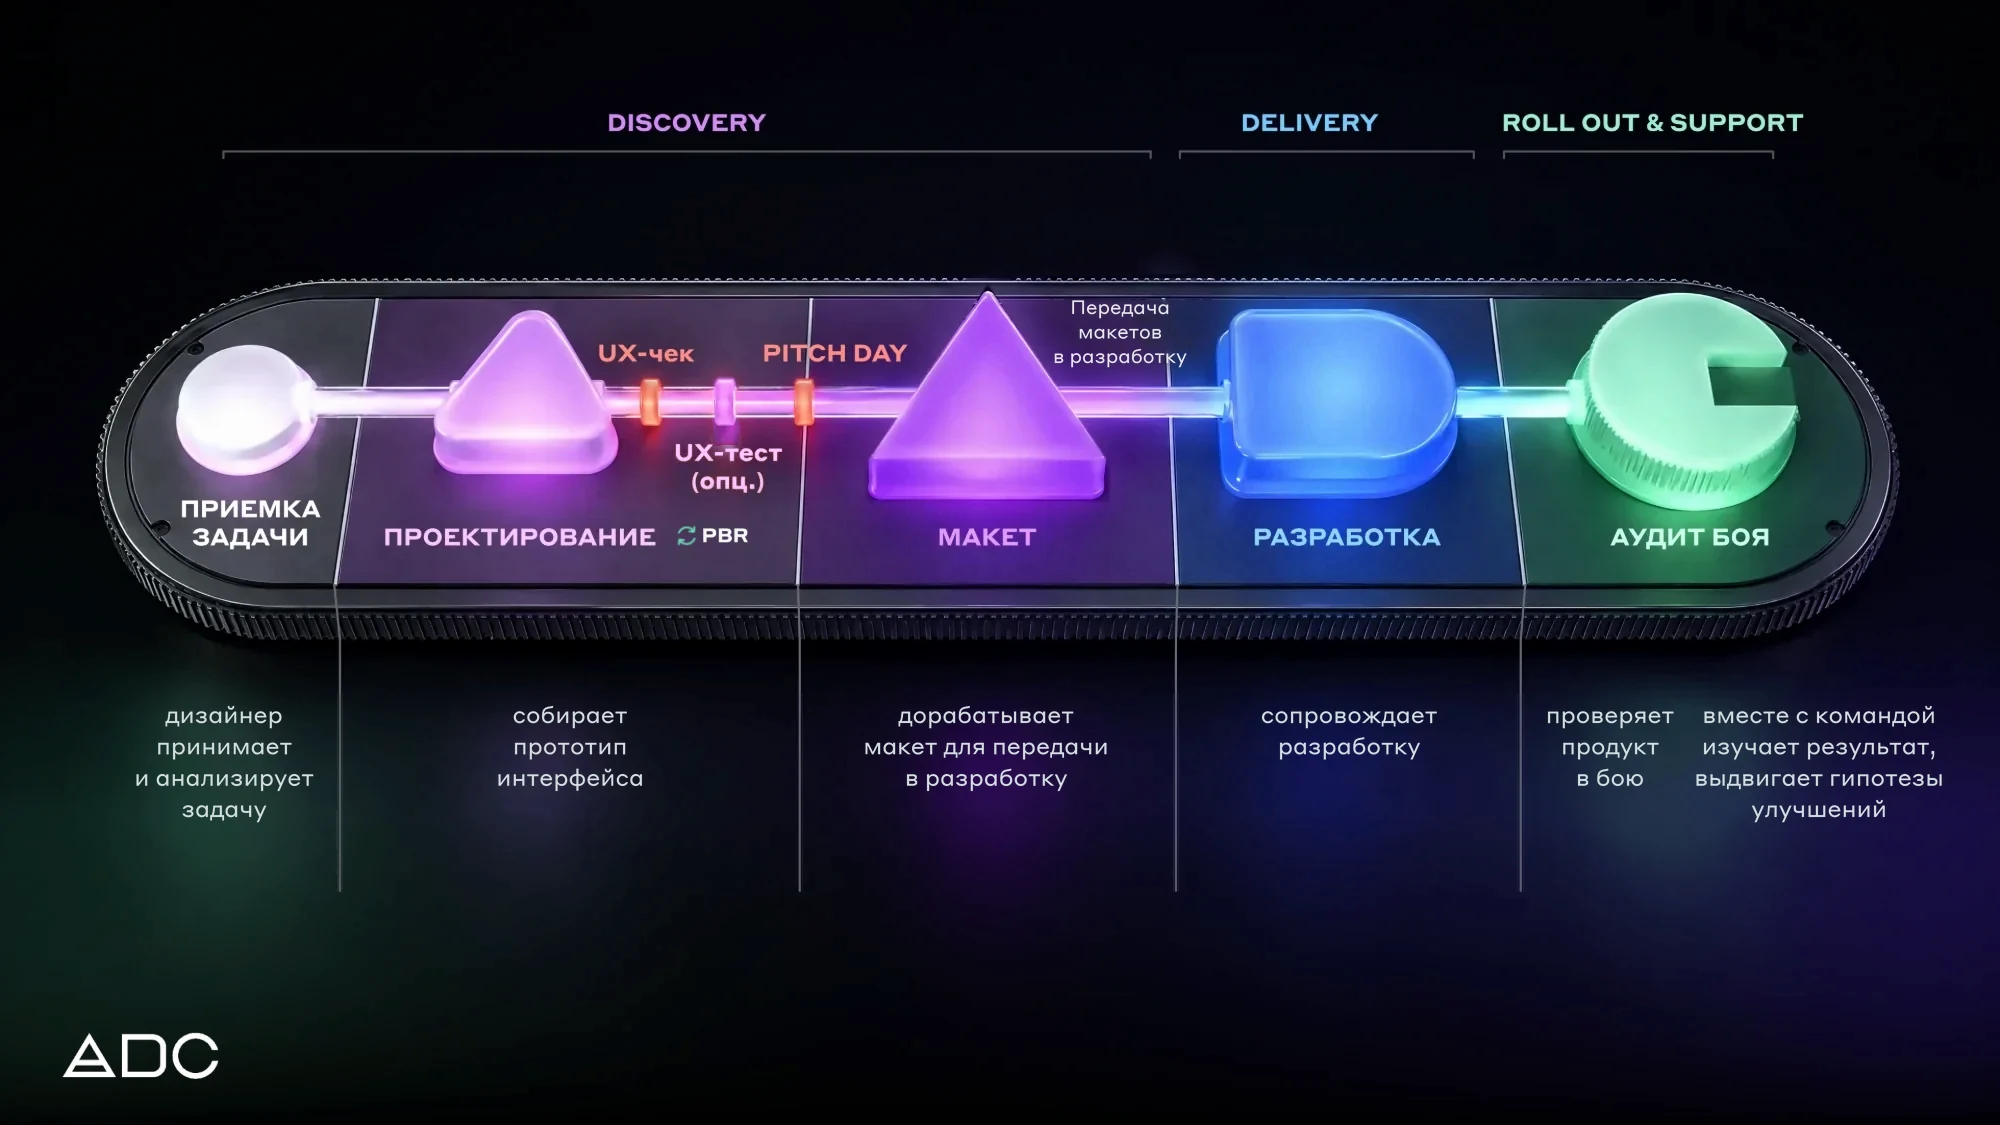 DISCOVERY
DELIVERY
ROLL OUT & SUPPORT
Передача
макетов
в разработку
UX-чек
PITCH DAY
UX-тест
(опц.)
ПРИЕМКА
ЗАДАЧИ
ПРОЕКТИРОВАНИЕ
PBR
МАКЕТ
РАЗРАБОТКА
АУДИТ БОЯ
дизайнер
принимает
и анализирует
задачу
собирает
прототип
интерфейса
дорабатывает
макет для передачи
в разработку
сопровождает
разработку
проверяет
продукт
в бою
вместе с командой
изучает результат,
выдвигает гипотезы
улучшений
ADC